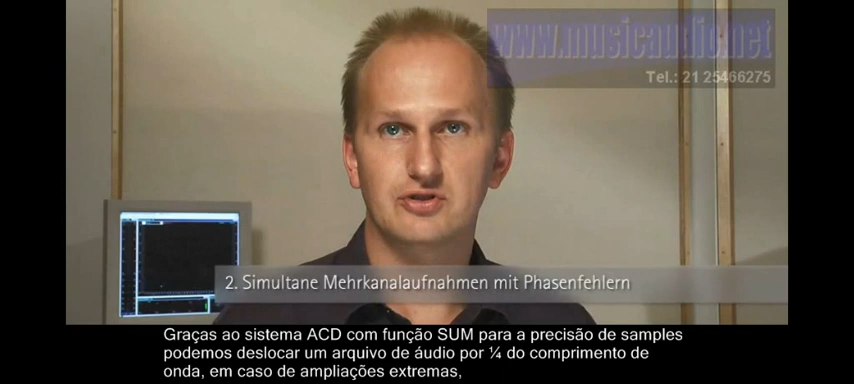 www.musicaudio.net
Tel.: 21 25466275
2. Simultane Mehrkanalaufnahmen mit Phasenfehlern
Graças ao sistema ACD com função SUM para a precisão de samples
podemos deslocar um arquivo de áudio por ¼ do comprimento de
onda, em caso de ampliações extremas,